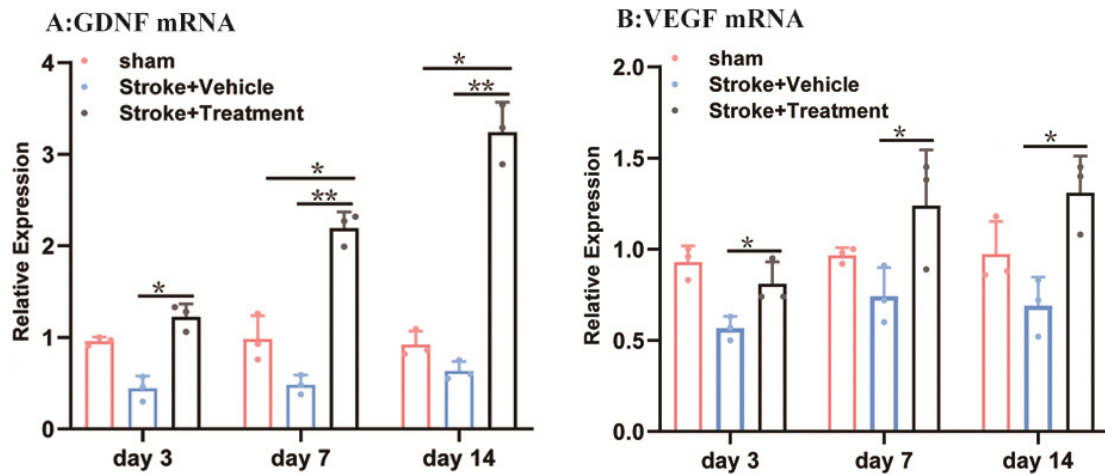 A:GDNF mRNA
sham
Stroke+Vehicle
Stroke+Treatment
Relative Expression
4
3
2
1
0
*
*
**
*
**
day 3
day 7
day 14
B:VEGF mRNA
sham
Stroke+Vehicle
Stroke+Treatment
Relative Expression
2.0
1.5
1.0
0.5
0.0
*
*
*
day 3
day 7
day 14